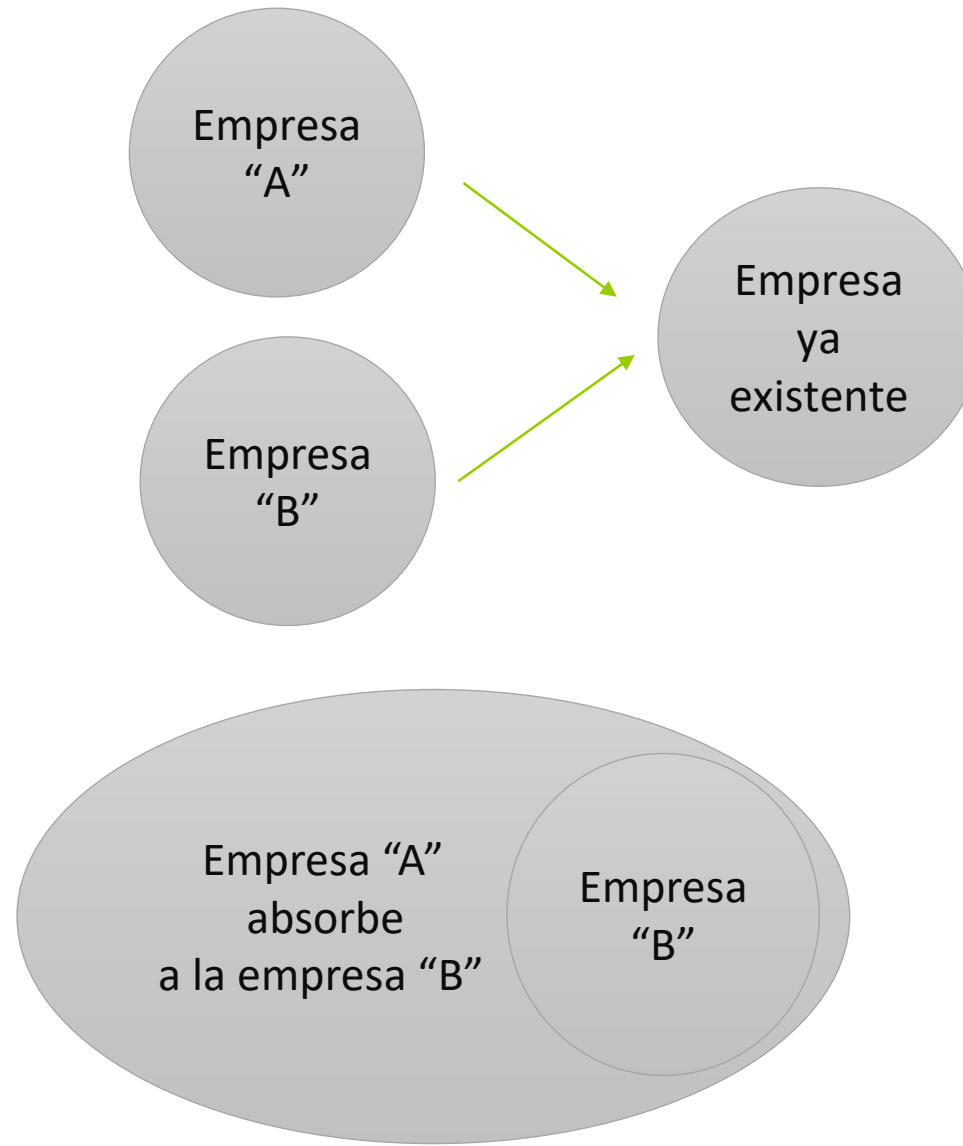 Empresa
“A”
Empresa
ya
existente
Empresa
“B”
Empresa “A”
absorbe
a la empresa “B”
Empresa
“B”